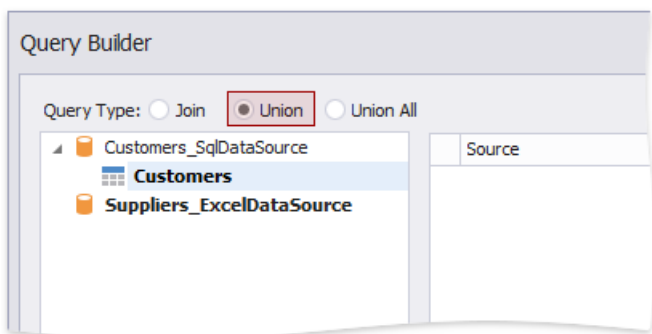 Query Builder
Query Type: Join Union Union All
Customers_SqlDataSource
Source
Customers
Suppliers_ExcelDataSource